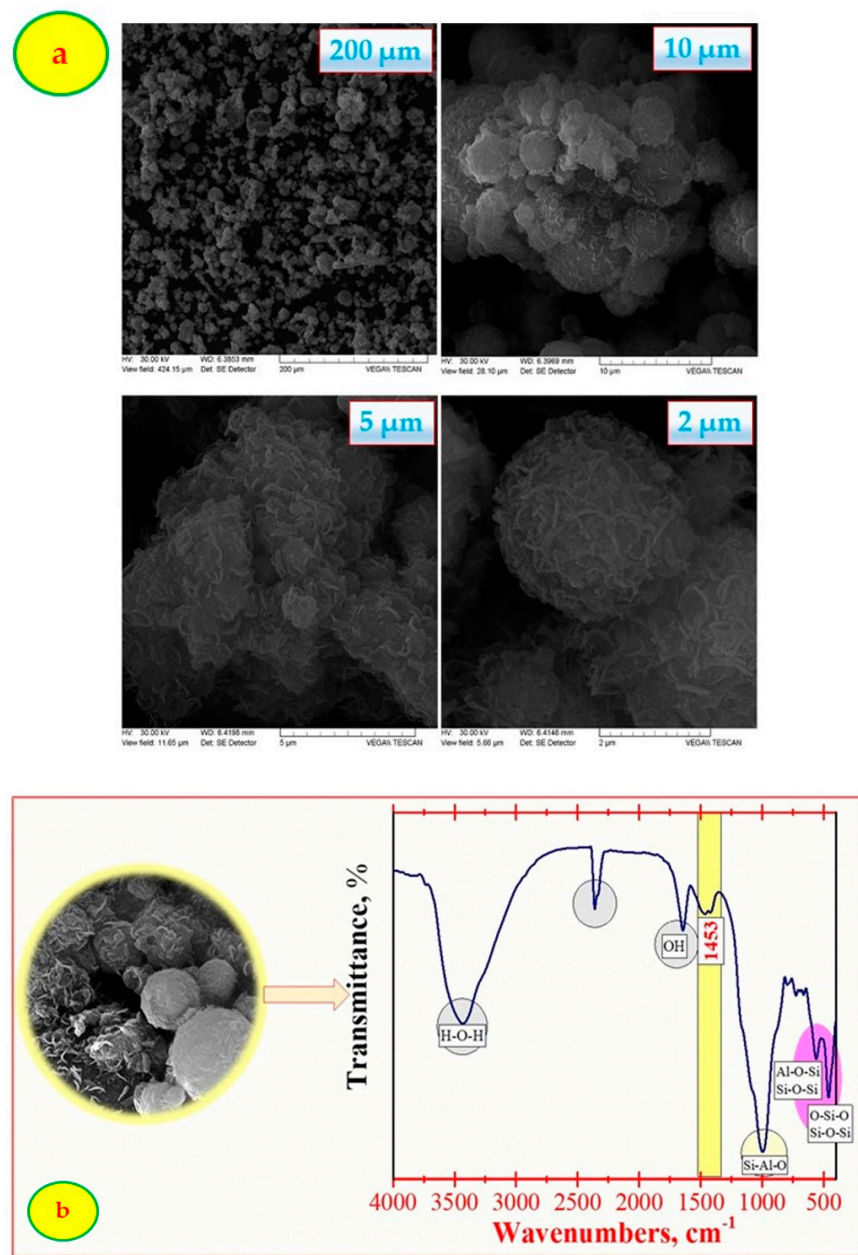 a
200 µm
10 µm
HV: 30.00 kV WD: 6.3853 mm
View field: 424.15 µm Det: SE Detector 200 µm VEGA\\ TESCAN
HV: 30.00 kV WD: 6.3969 mm
View field: 28.10 µm Det: SE Detector 10 µm VEGA\\ TESCAN
5 µm
2 µm
HV: 30.00 kV WD: 6.4198 mm
View field: 11.65 µm Det: SE Detector 5 µm VEGA\\ TESCAN
HV: 30.00 kV WD: 6.4146 mm
View field: 5.66 µm Det: SE Detector 2 µm VEGA\\ TESCAN
Transmittance, %
H-O-H
OH
1453
Si-Al-O
Al-O-Si
Si-O-Si
O-Si-O
Si-O-Si
4000 3500 3000 2500 2000 1500 1000 500
Wavenumbers, cm⁻¹
b